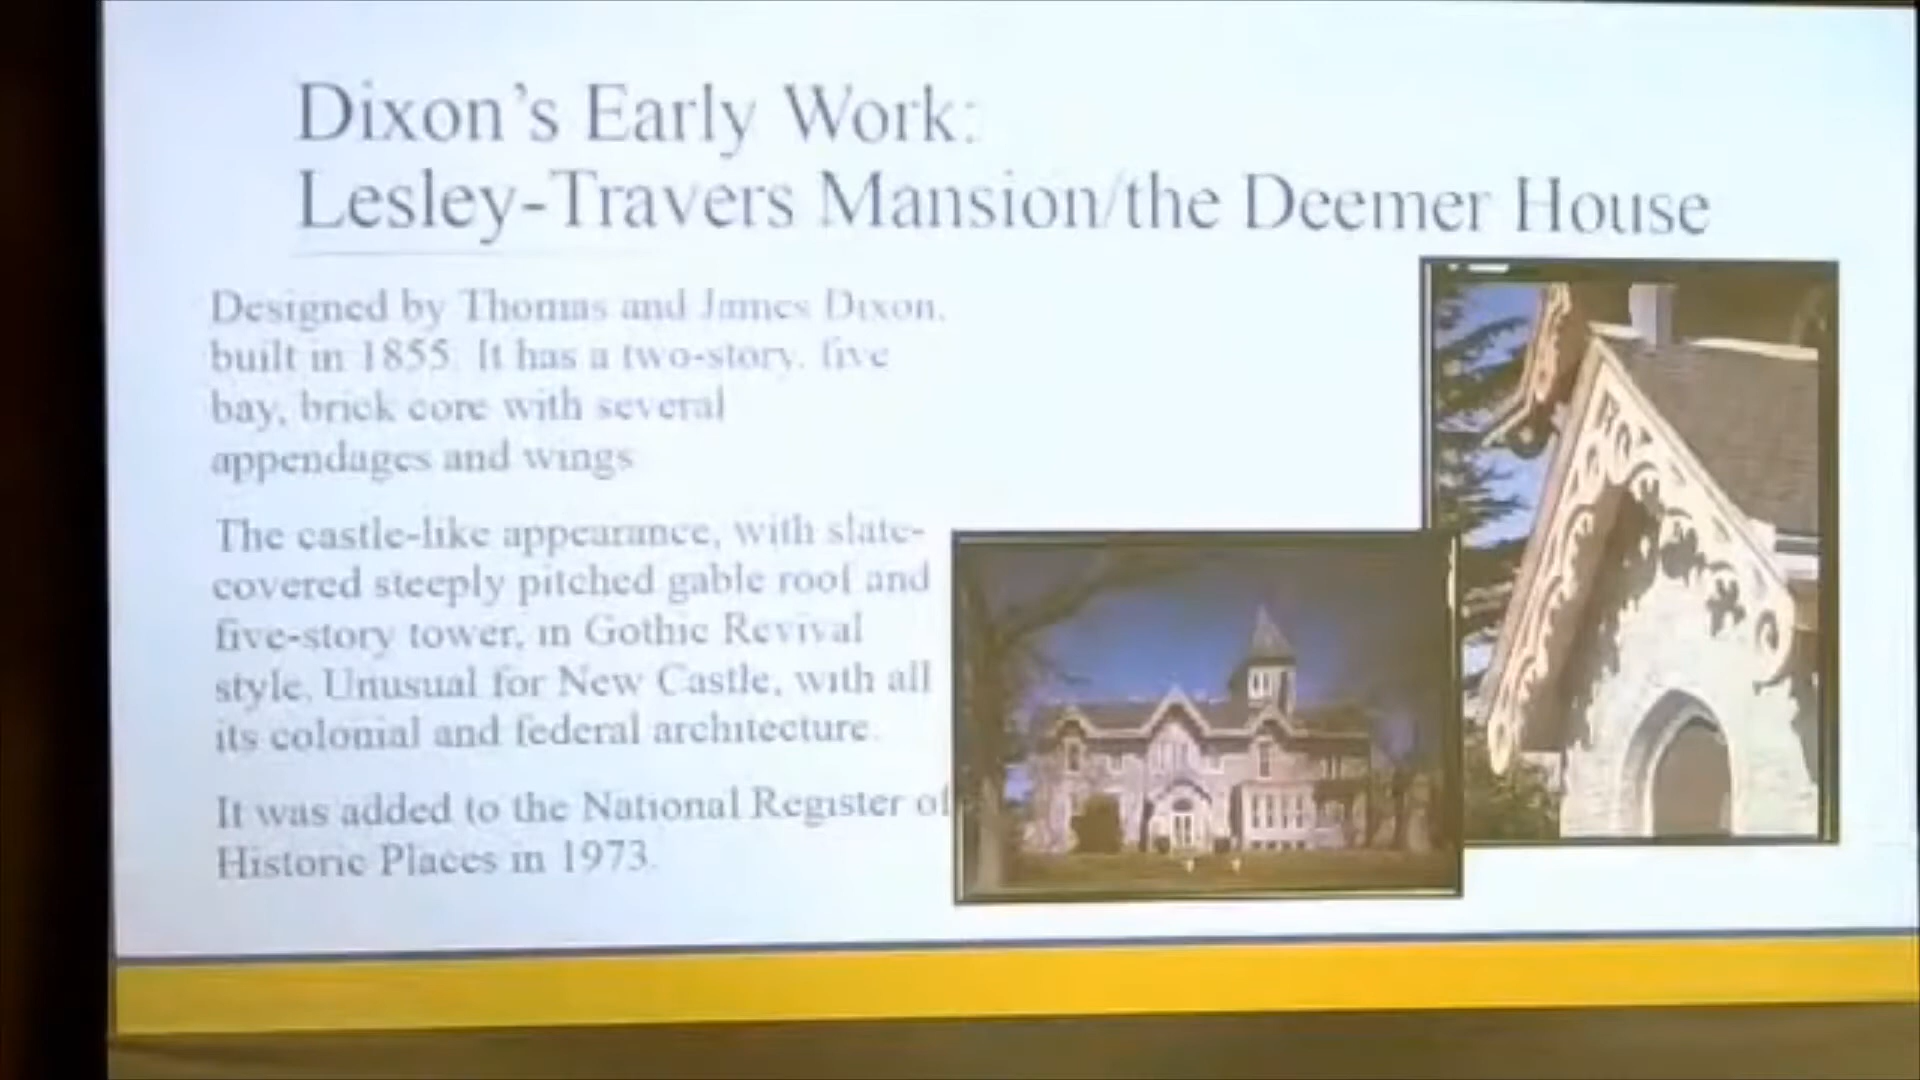 Dixon's Early Work:
Lesley-Travers Mansion/the Deemer House
Designed by Thomas and James Dixon,
built in 1855. It has a two-story, five
bay, brick core with several
appendages and wings
The castle-like appearance, with slate-
covered steeply pitched gable roof and
five-story tower, in Gothic Revival
style. Unusual for New Castle, with all
its colonial and federal architecture.
It was added to the National Register of
Historic Places in 1973.